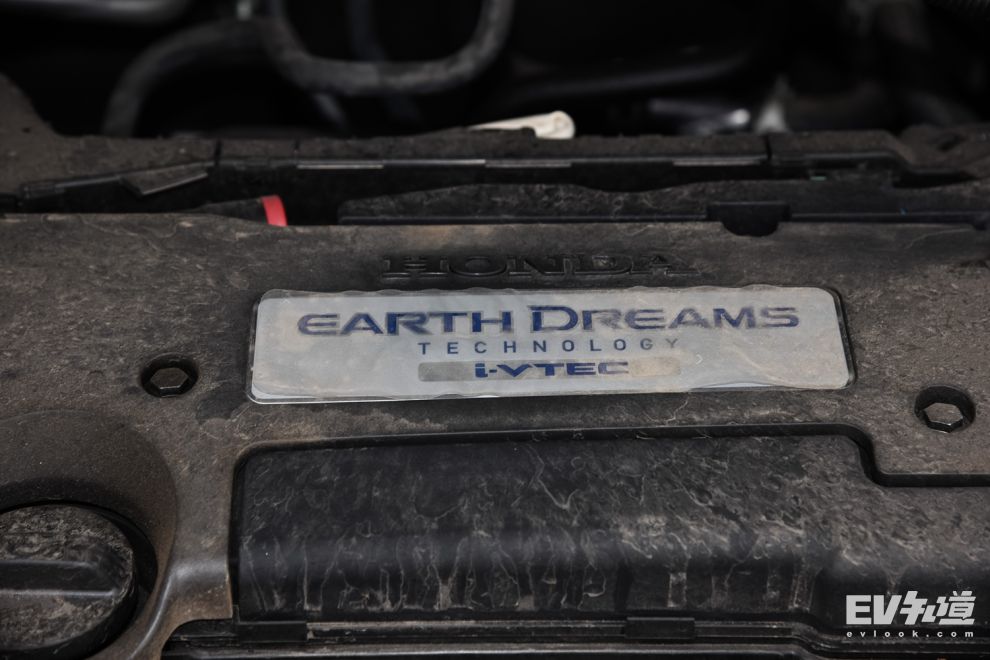 HONDA
EARTH DREAMS
TECHNOLOGY
i-VTEC
EV知道
evlook.com